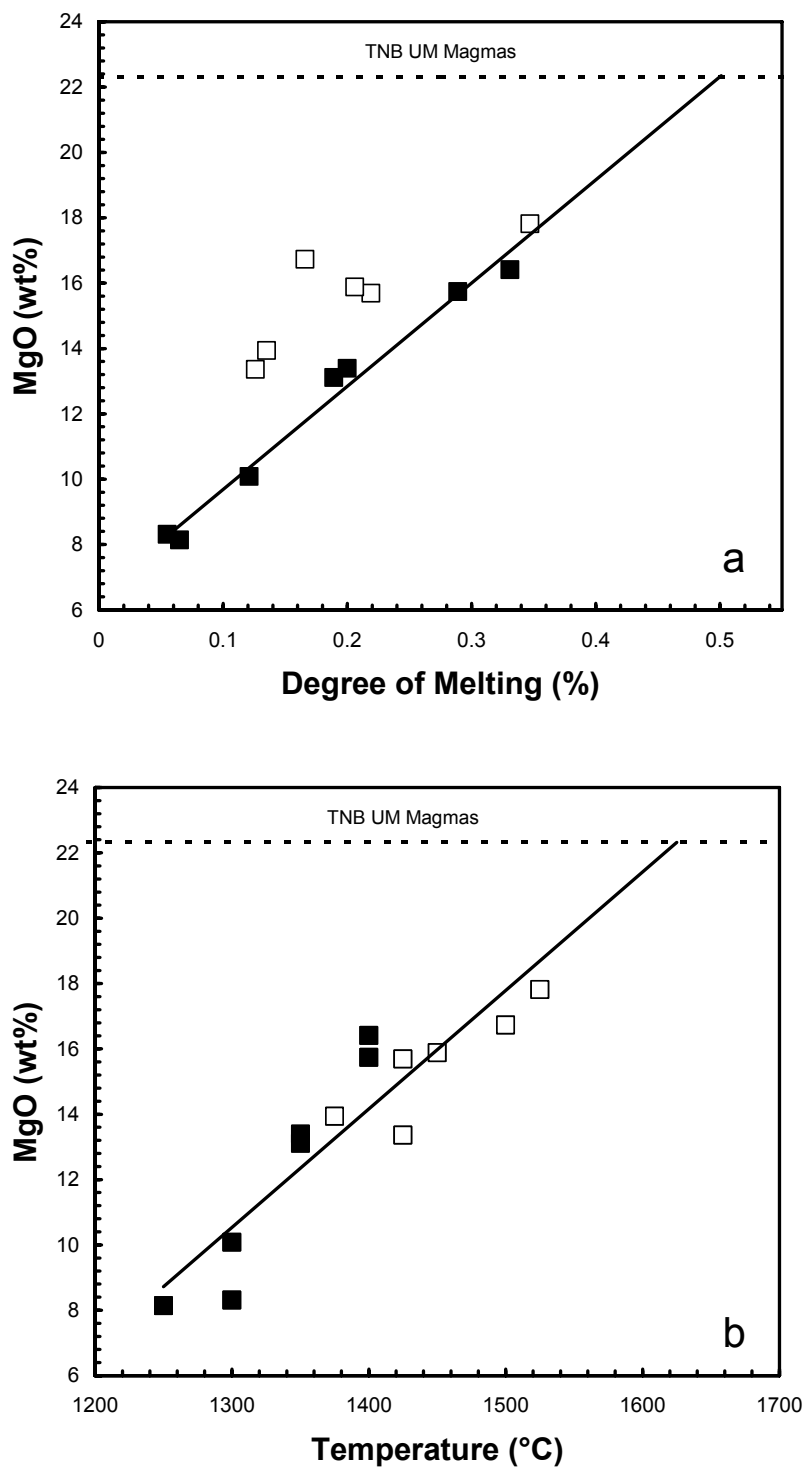 24
TNB UM Magmas
22
20
18
16
14
12
10
8
6
MgO (wt%)
a
0 0.1 0.2 0.3 0.4 0.5
Degree of Melting (%)
24
TNB UM Magmas
22
20
18
16
14
12
10
8
6
MgO (wt%)
b
1200 1300 1400 1500 1600 1700
Temperature (°C)